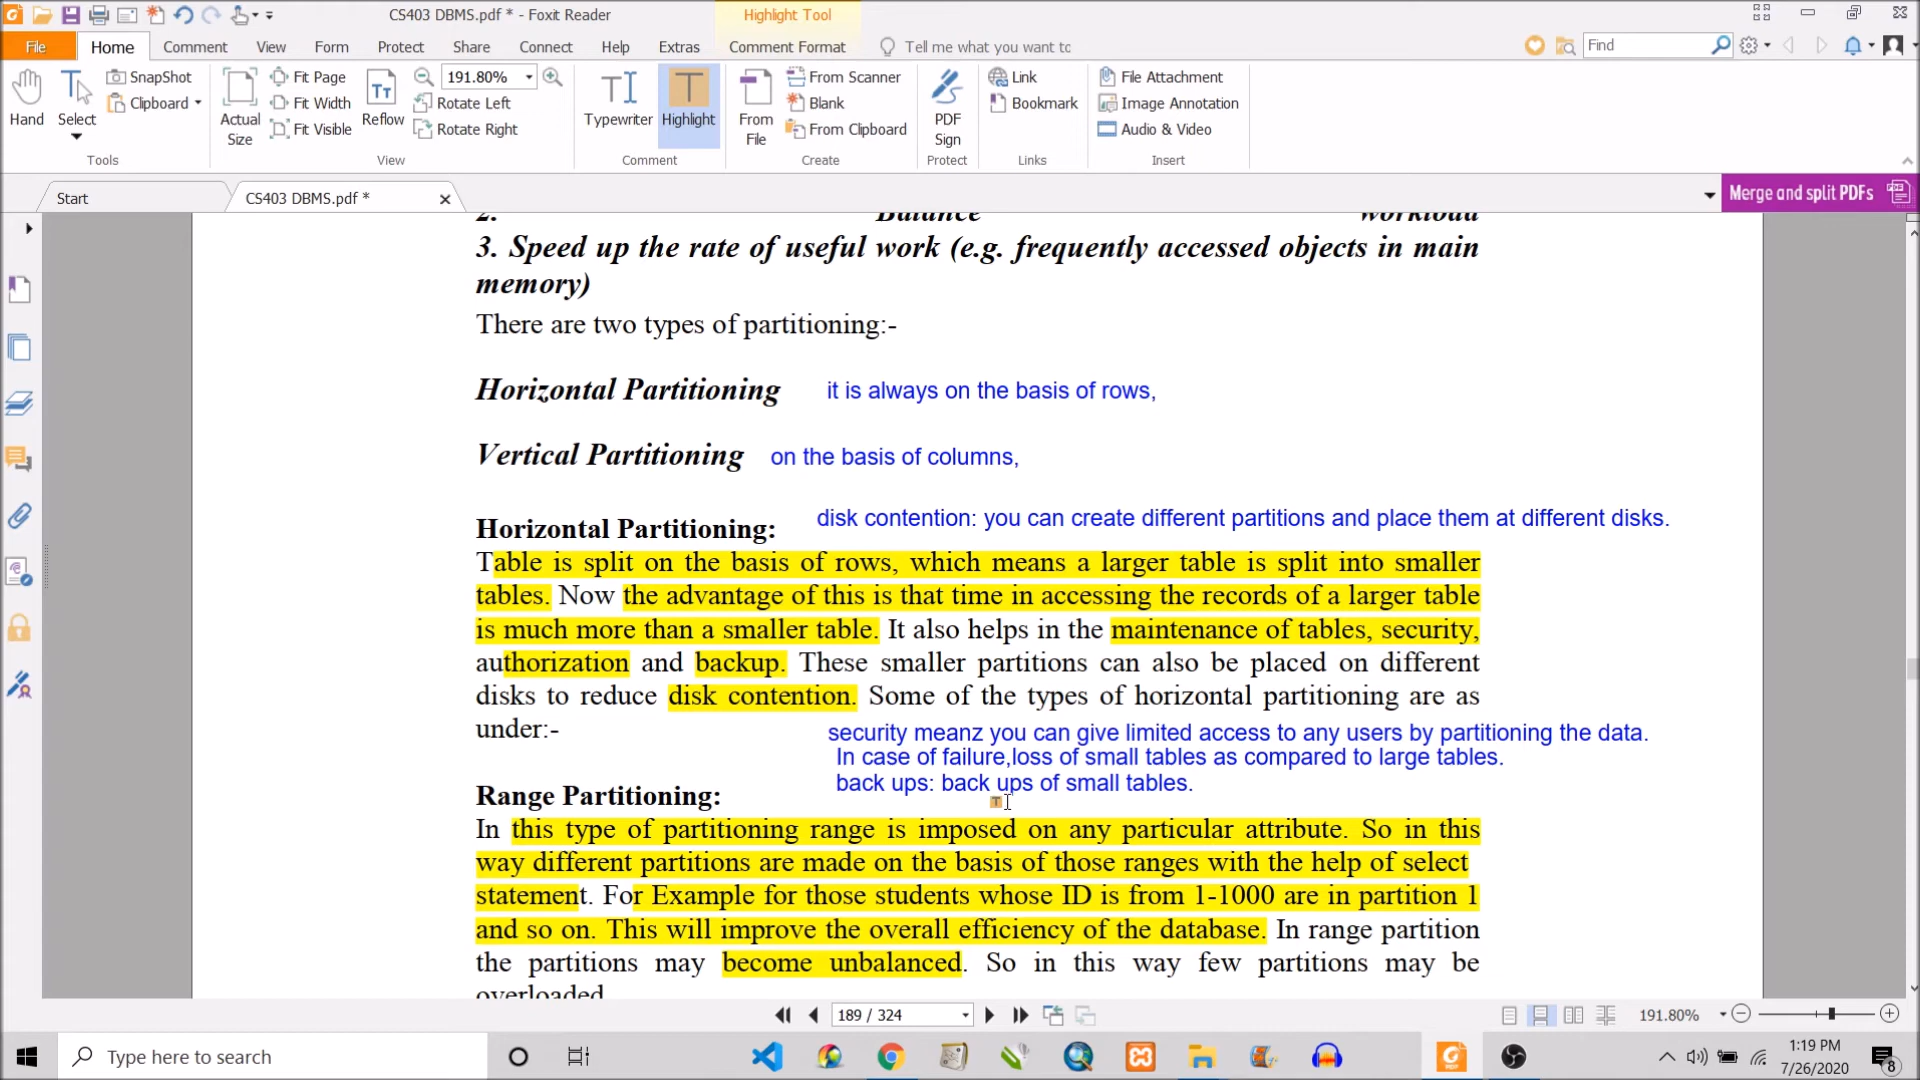 CS403 DBMS.pdf * - Foxit Reader
Highlight Tool
File Home Comment View Form Protect Share Connect Help Extras Comment Format Tell me what you want to Find
Hand
Select
SnapShot
Clipboard
Tools
Actual Size
Fit Page
Fit Width
Fit Visible
Reflow
191.80%
Rotate Left
Rotate Right
View
Typewriter
Highlight
Comment
From File
From Scanner
Blank
From Clipboard
Create
PDF Sign
Protect
Link
Bookmark
Links
File Attachment
Image Annotation
Audio & Video
Insert
Start
CS403 DBMS.pdf *
Merge and split PDFs
2. Balance workload
3. Speed up the rate of useful work (e.g. frequently accessed objects in main
memory)
There are two types of partitioning:-
Horizontal Partitioning it is always on the basis of rows,
Vertical Partitioning on the basis of columns,
disk contention: you can create different partitions and place them at different disks.
Horizontal Partitioning:
Table is split on the basis of rows, which means a larger table is split into smaller
tables. Now the advantage of this is that time in accessing the records of a larger table
is much more than a smaller table. It also helps in the maintenance of tables, security,
authorization and backup. These smaller partitions can also be placed on different
disks to reduce disk contention. Some of the types of horizontal partitioning are as
under:-
security meanz you can give limited access to any users by partitioning the data.
In case of failure,loss of small tables as compared to large tables.
back ups: back ups of small tables.
Range Partitioning:
In this type of partitioning range is imposed on any particular attribute. So in this
way different partitions are made on the basis of those ranges with the help of select
statement. For Example for those students whose ID is from 1-1000 are in partition 1
and so on. This will improve the overall efficiency of the database. In range partition
the partitions may become unbalanced. So in this way few partitions may be
overloaded
189 / 324
191.80%
Type here to search
1:19 PM
7/26/2020
8